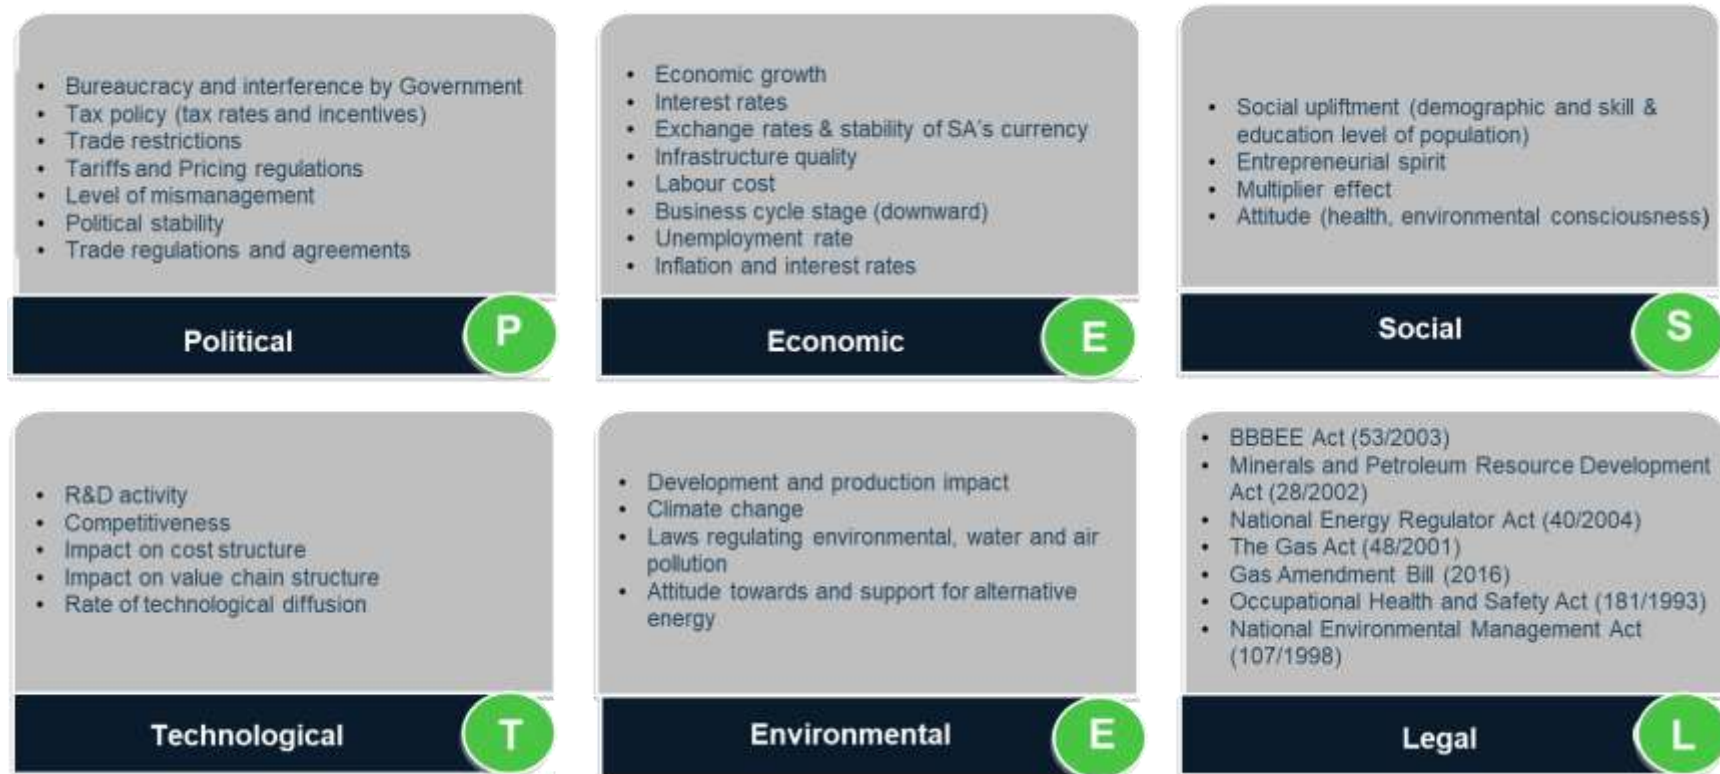 • Bureaucracy and interference by Government
• Tax policy (tax rates and incentives)
• Trade restrictions
• Tariffs and Pricing regulations
• Level of mismanagement
• Political stability
• Trade regulations and agreements
Political
P
• Economic growth
• Interest rates
• Exchange rates & stability of SA's currency
• Infrastructure quality
• Labour cost
• Business cycle stage (downward)
• Unemployment rate
• Inflation and interest rates
Economic
E
• Social upliftment (demographic and skill &
education level of population)
• Entrepreneurial spirit
• Multiplier effect
• Attitude (health, environmental consciousness)
Social
S
• R&D activity
• Competitiveness
• Impact on cost structure
• Impact on value chain structure
• Rate of technological diffusion
Technological
T
• Development and production impact
• Climate change
• Laws regulating environmental, water and air
pollution
• Attitude towards and support for alternative
energy
Environmental
E
• BBBEE Act (53/2003)
• Minerals and Petroleum Resource Development
Act (28/2002)
• National Energy Regulator Act (40/2004)
• The Gas Act (48/2001)
• Gas Amendment Bill (2016)
• Occupational Health and Safety Act (181/1993)
• National Environmental Management Act
(107/1998)
Legal
L